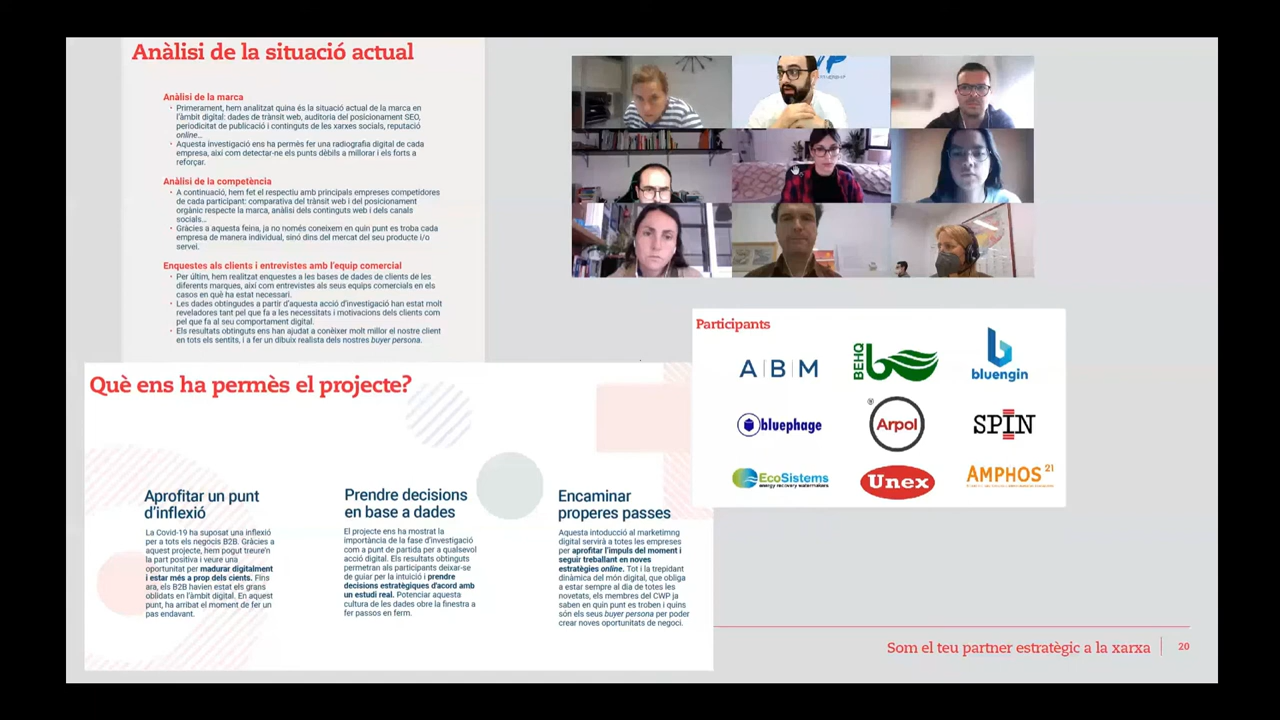 Anàlisi de la situació actual
Anàlisi de la marca
• Primerament, hem analitzat quina és la situació actual de la marca en
l'àmbit digital: dades de trànsit web, auditoria del posicionament SEO,
periodicitat de publicació i continguts de les xarxes socials, reputació
online...
• Aquesta investigació ens ha permès fer una radiografia digital de cada
empresa, així com detectar-ne els punts dèbils a millorar i els forts a
reforçar.
Anàlisi de la competència
• A continuació, hem fet el respectiu amb principals empreses competidores
de cada participant: comparativa del trànsit web i del posicionament
orgànic respecte la marca, anàlisi dels continguts web i dels canals
socials...
• Gràcies a aquesta feina, ja no només coneixem en quin punt es troba cada
empresa de manera individual, sinó dins del mercat del seu producte i/o
servei.
Enquestes als clients i entrevistes amb l'equip comercial
• Per últim, hem realitzat enquestes a les bases de dades de clients de les
diferents marques, així com entrevistes als seus equips comercials en els
casos en què ha estat necessari.
• Les dades obtingudes a partir d'aquesta acció d'investigació han estat molt
reveladores tant pel que fa a les necessitats i motivacions dels clients com
pel que fa al seu comportament digital.
• Els resultats obtinguts ens han ajudat a conèixer molt millor el nostre client
en tots els sentits, i a fer un dibuix realista dels nostres buyer persona.
Participants
A|B|M
BEHQ
bluengin
bluephage
Arpol
®
SPIN
EcoSistems
energy recovery watermakers
Unex
AMPHOS 21
Què ens ha permès el projecte?
Aprofitar un punt
d'inflexió
La Covid-19 ha suposat una inflexió
per a tots els negocis B2B. Gràcies a
aquest projecte, hem pogut treure'n
la part positiva i veure una
oportunitat per madurar digitalment
i estar més a prop dels cients. Fins
ara, els B2B havien estat els grans
oblidats en l'àmbit digital. En aquest
punt, ha arribat el moment de fer un
pas endavant.
Prendre decisions
en base a dades
El projecte ens ha mostrat la
importància de la fase d'investigació
com a punt de partida per a qualsevol
acció digital. Els resultats obtinguts
permetran als participants deixar-se
de guiar per la intuïció i prendre
decisions estratègiques d'acord amb
un estudi real. Potenciar aquesta
cultura de les dades obre la finestra a
fer passos en ferm.
Encaminar
properes passes
Aquesta intoducció al marketimng
digital servirà a totes les empreses
per aprofitar l'impuls del moment i
seguir treballant en noves
estratègies online. Tot i la trepidant
dinàmica del món digital, que obliga
a estar sempre al dia de totes les
novetats, els membres del CWP ja
saben en quin punt es troben i quins
són els seus buyer persona per poder
crear noves oportunitats de negoci.
Som el teu partner estratègic a la xarxa
20